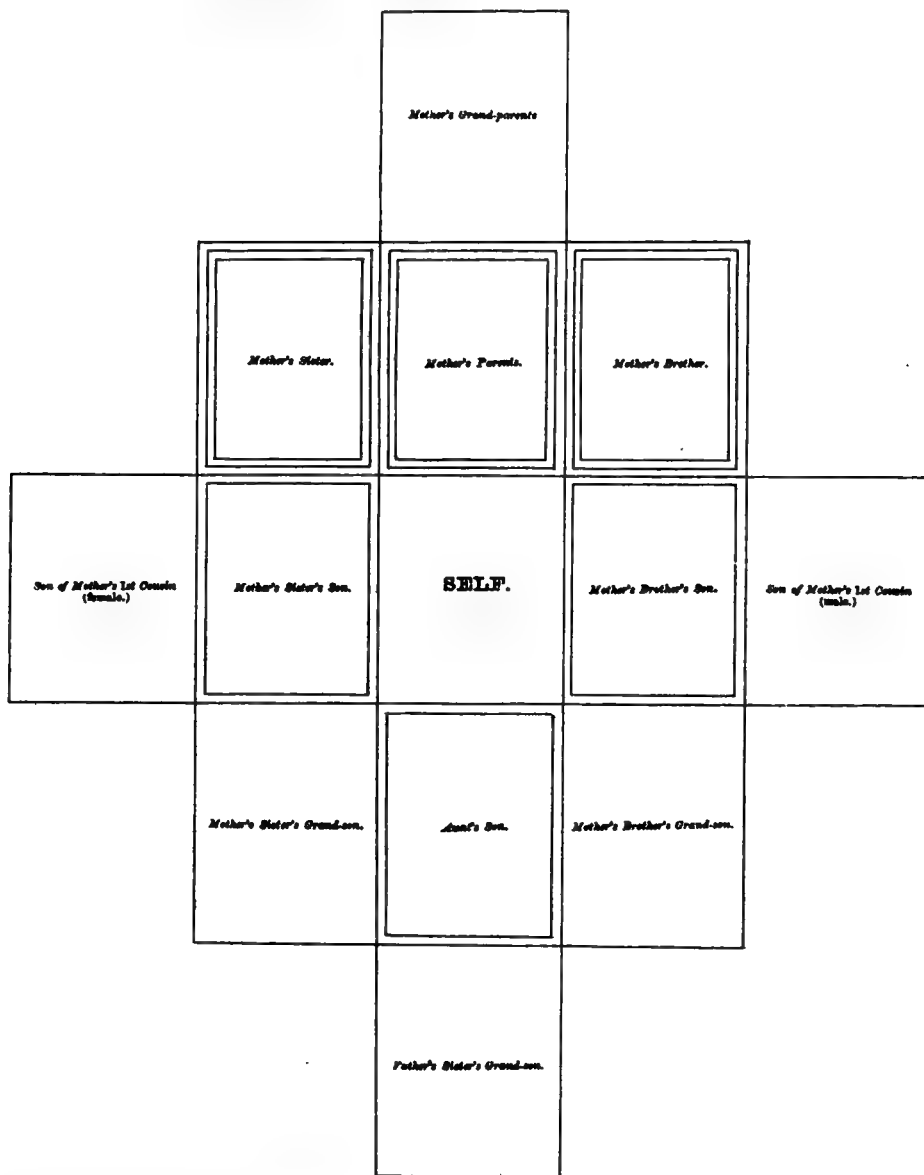 Mother's Grand-parents
Mother's Sister.
Mother's Parents.
Mother's Brother.
Son of Mother's 1st Cousin
(female.)
Mother's Sister's Son.
SELF.
Mother's Brother's Son.
Son of Mother's 1st Cousin
(male.)
Mother's Sister's Grand-son.
Aunt's Son.
Mother's Brother's Grand-son.
Father's Sister's Grand-son.